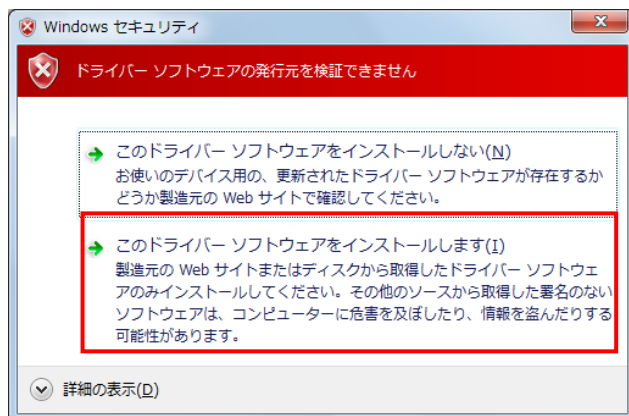 Windows セキュリティ
ドライバー ソフトウェアの発行元を検証できません
このドライバー ソフトウェアをインストールしない(N)
お使いのデバイス用の、更新されたドライバー ソフトウェアが存在するか
どうか製造元の Web サイトで確認してください。
このドライバー ソフトウェアをインストールします(I)
製造元の Web サイトまたはディスクから取得したドライバー ソフトウェ
アのみインストールしてください。その他のソースから取得した署名のない
ソフトウェアは、コンピューターに危害を及ぼしたり、情報を盗んだりする
可能性があります。
詳細の表示(D)